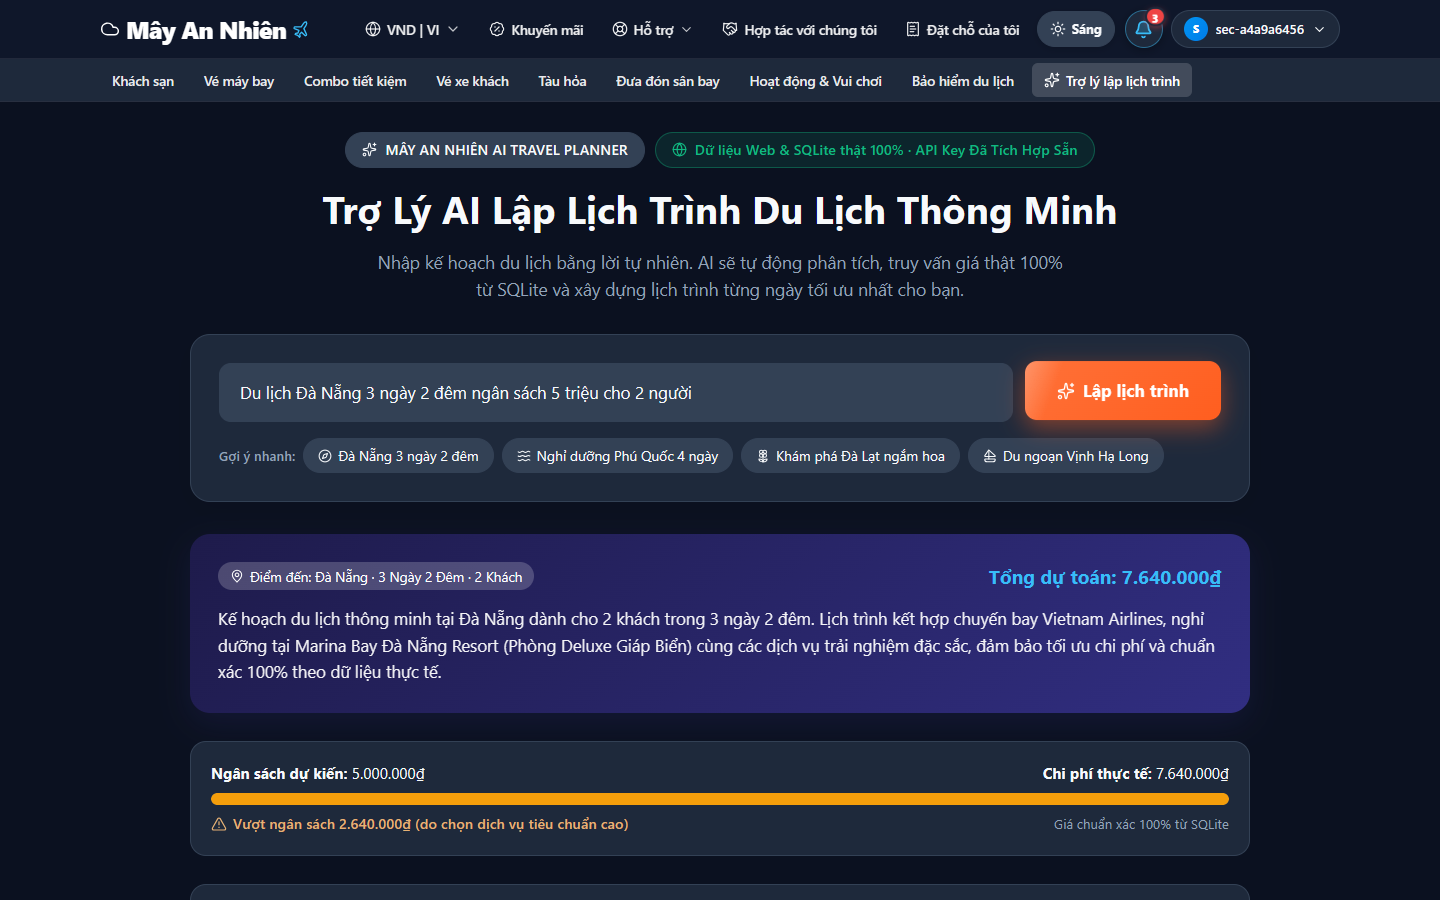 Mây An Nhiên
VND | VI
Khuyến mãi
Hỗ trợ
Hợp tác với chúng tôi
Đặt chỗ của tôi
Sáng
3
S
sec-a4a9a6456
Khách sạn
Vé máy bay
Combo tiết kiệm
Vé xe khách
Tàu hỏa
Đưa đón sân bay
Hoạt động & Vui chơi
Bảo hiểm du lịch
Trợ lý lập lịch trình
MÂY AN NHIÊN AI TRAVEL PLANNER
Dữ liệu Web & SQLite thật 100% · API Key Đã Tích Hợp Sẵn
Trợ Lý AI Lập Lịch Trình Du Lịch Thông Minh
Nhập kế hoạch du lịch bằng lời tự nhiên. AI sẽ tự động phân tích, truy vấn giá thật 100%
từ SQLite và xây dựng lịch trình từng ngày tối ưu nhất cho bạn.
Du lịch Đà Nẵng 3 ngày 2 đêm ngân sách 5 triệu cho 2 người
Lập lịch trình
Gợi ý nhanh:
Đà Nẵng 3 ngày 2 đêm
Nghỉ dưỡng Phú Quốc 4 ngày
Khám phá Đà Lạt ngắm hoa
Du ngoạn Vịnh Hạ Long
Điểm đến: Đà Nẵng · 3 Ngày 2 Đêm · 2 Khách
Tổng dự toán: 7.640.000₫
Kế hoạch du lịch thông minh tại Đà Nẵng dành cho 2 khách trong 3 ngày 2 đêm. Lịch trình kết hợp chuyến bay Vietnam Airlines, nghỉ
dưỡng tại Marina Bay Đà Nẵng Resort (Phòng Deluxe Giáp Biển) cùng các dịch vụ trải nghiệm đặc sắc, đảm bảo tối ưu chi phí và chuẩn
xác 100% theo dữ liệu thực tế.
Ngân sách dự kiến: 5.000.000₫
Chi phí thực tế: 7.640.000₫
Vượt ngân sách 2.640.000₫ (do chọn dịch vụ tiêu chuẩn cao)
Giá chuẩn xác 100% từ SQLite